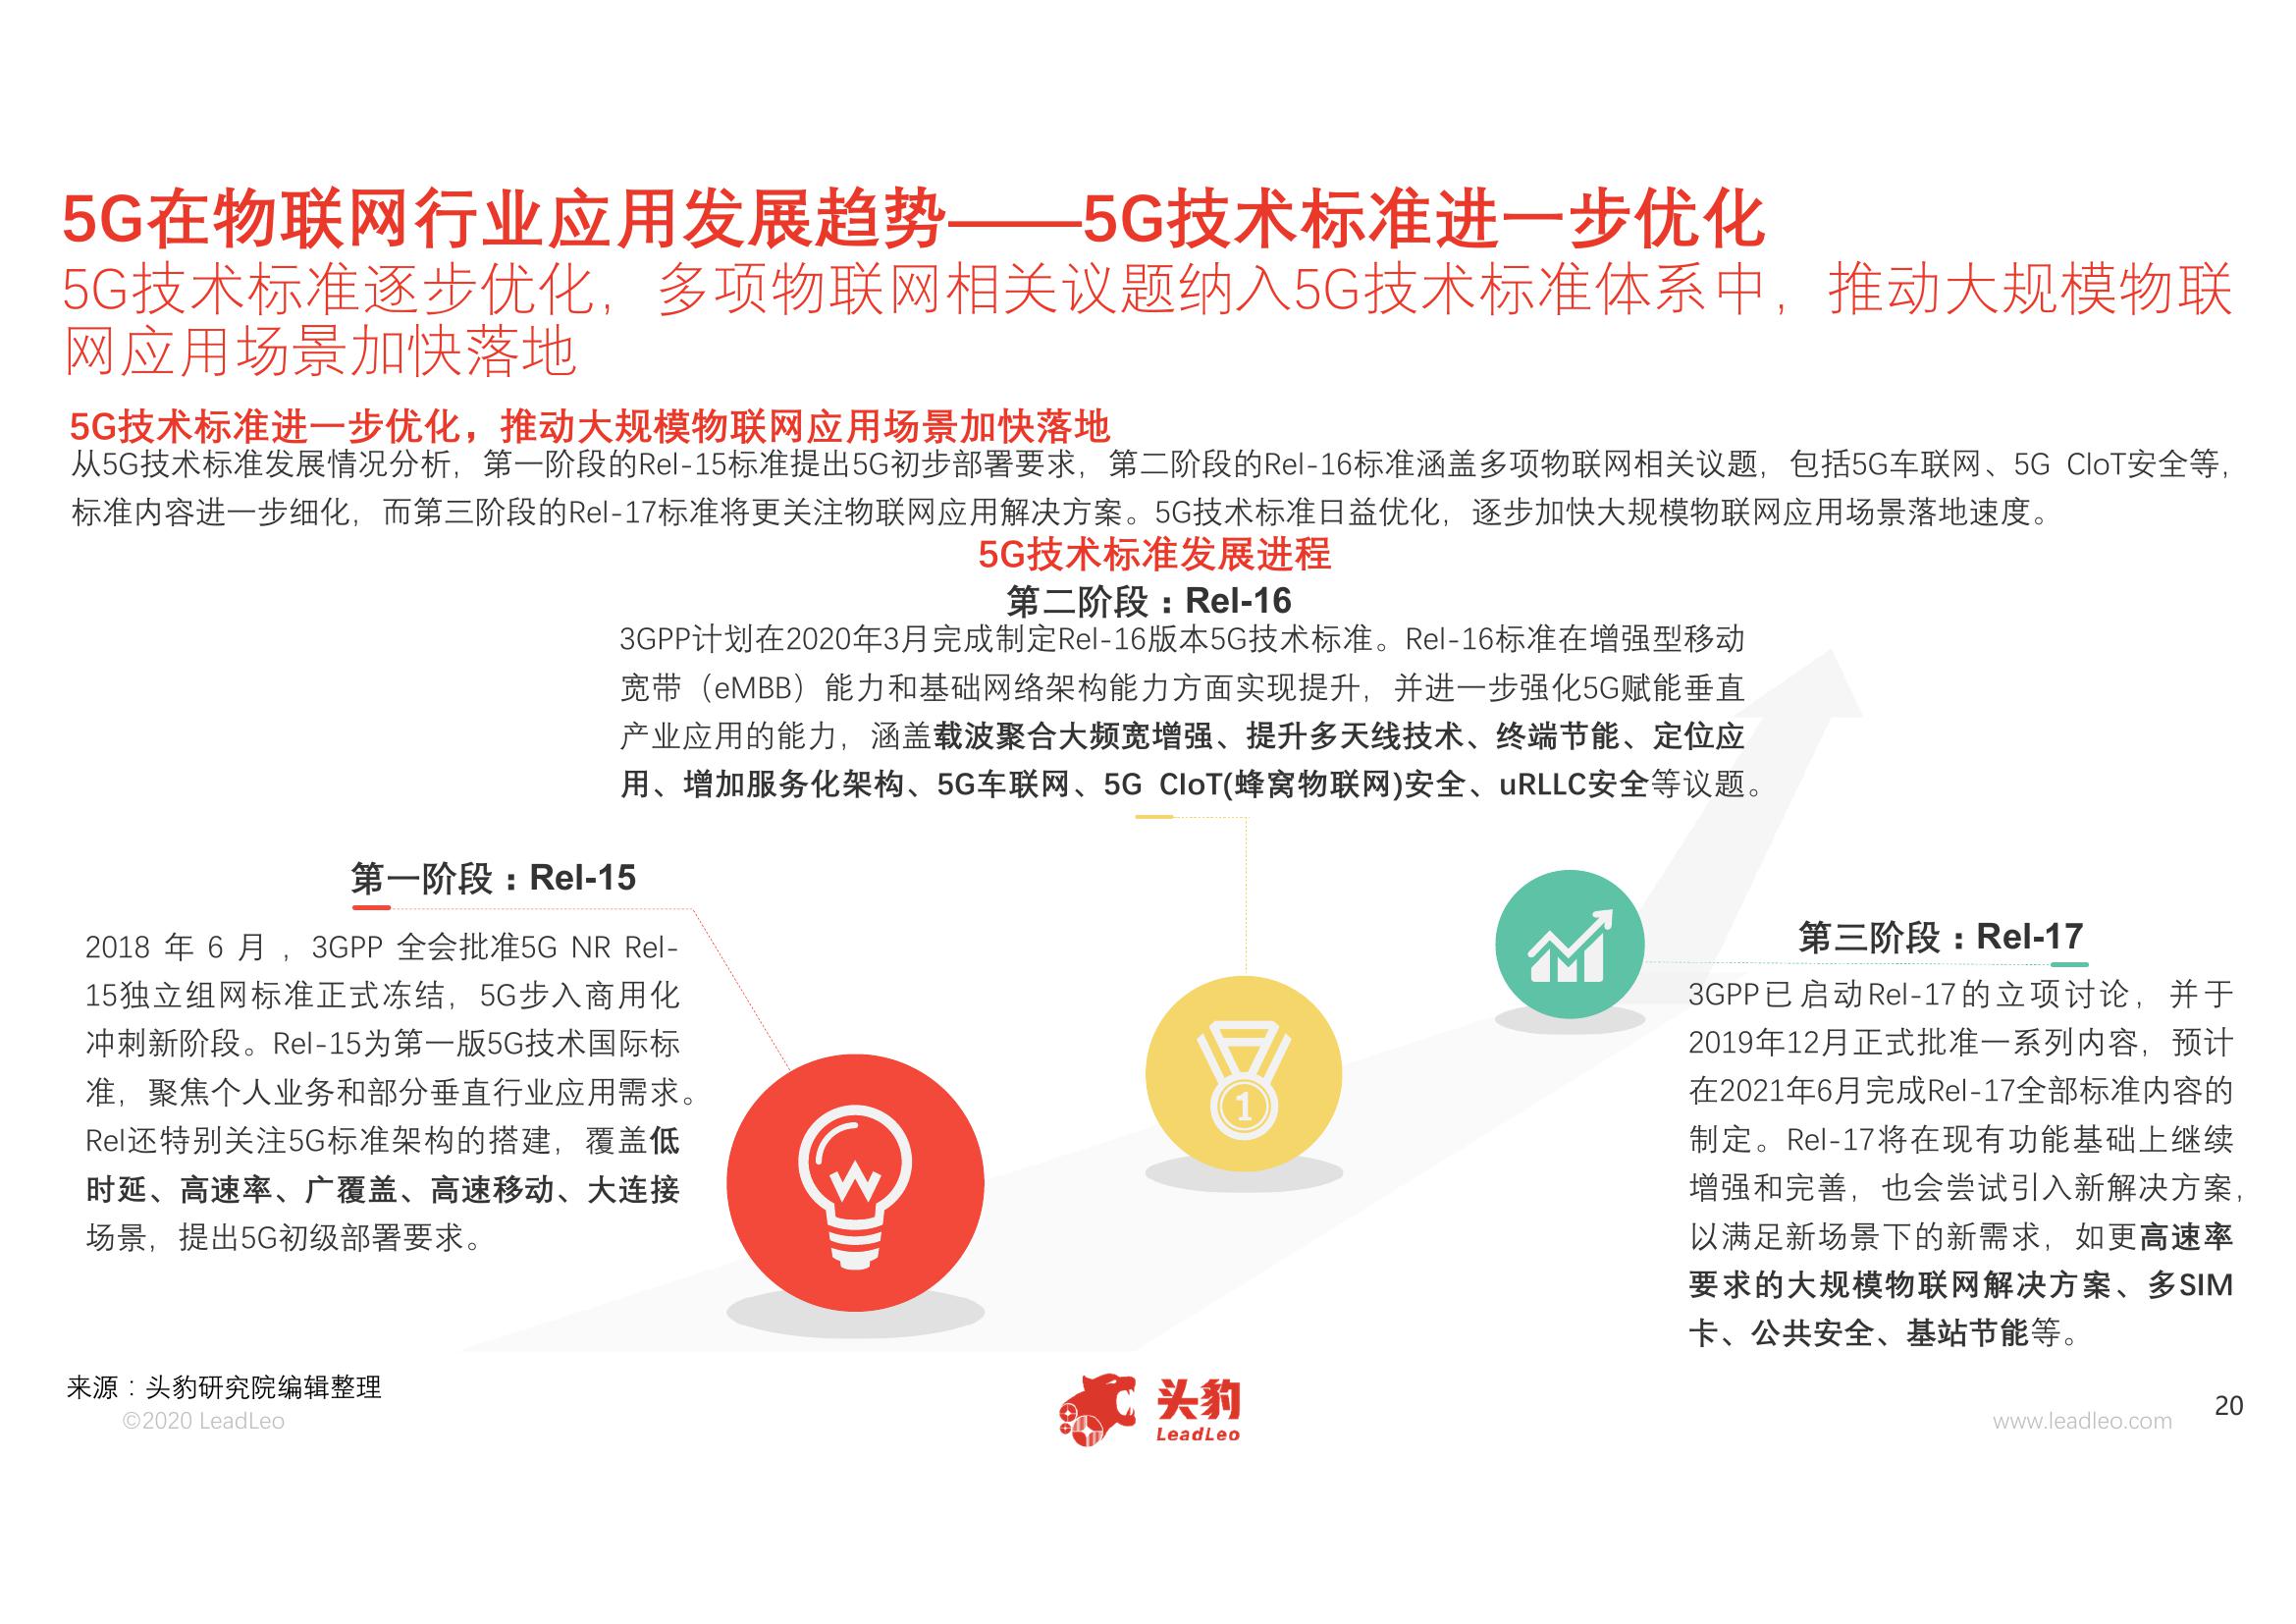 5G在物联网行业应用发展趋势——5G技术标准进一步优化
5G技术标准逐步优化，多项物联网相关议题纳入5G技术标准体系中，推动大规模物联
网应用场景加快落地
5G技术标准进一步优化，推动大规模物联网应用场景加快落地
从5G技术标准发展情况分析，第一阶段的Rel-15标准提出5G初步部署要求，第二阶段的Rel-16标准涵盖多项物联网相关议题，包括5G车联网、5G CIoT安全等，
标准内容进一步细化，而第三阶段的Rel-17标准将更关注物联网应用解决方案。5G技术标准日益优化，逐步加快大规模物联网应用场景落地速度。
5G技术标准发展进程
第二阶段：Rel-16
3GPP计划在2020年3月完成制定Rel-16版本5G技术标准。Rel-16标准在增强型移动
宽带（eMBB）能力和基础网络架构能力方面实现提升，并进一步强化5G赋能垂直
产业应用的能力，涵盖载波聚合大频宽增强、提升多天线技术、终端节能、定位应
用、增加服务化架构、5G车联网、5G CIoT(蜂窝物联网)安全、uRLLC安全等议题。
第一阶段：Rel-15
2018 年 6 月，3GPP 全会批准5G NR Rel-
15独立组网标准正式冻结，5G步入商用化
冲刺新阶段。Rel-15为第一版5G技术国际标
准，聚焦个人业务和部分垂直行业应用需求。
Rel还特别关注5G标准架构的搭建，覆盖低
时延、高速率、广覆盖、高速移动、大连接
场景，提出5G初级部署要求。
1
第三阶段：Rel-17
3GPP已启动Rel-17的立项讨论，并于
2019年12月正式批准一系列内容，预计
在2021年6月完成Rel-17全部标准内容的
制定。Rel-17将在现有功能基础上继续
增强和完善，也会尝试引入新解决方案，
以满足新场景下的新需求，如更高速率
要求的大规模物联网解决方案、多SIM
卡、公共安全、基站节能等。
来源：头豹研究院编辑整理
©2020 LeadLeo
头豹
LeadLeo
www.leadleo.com
20